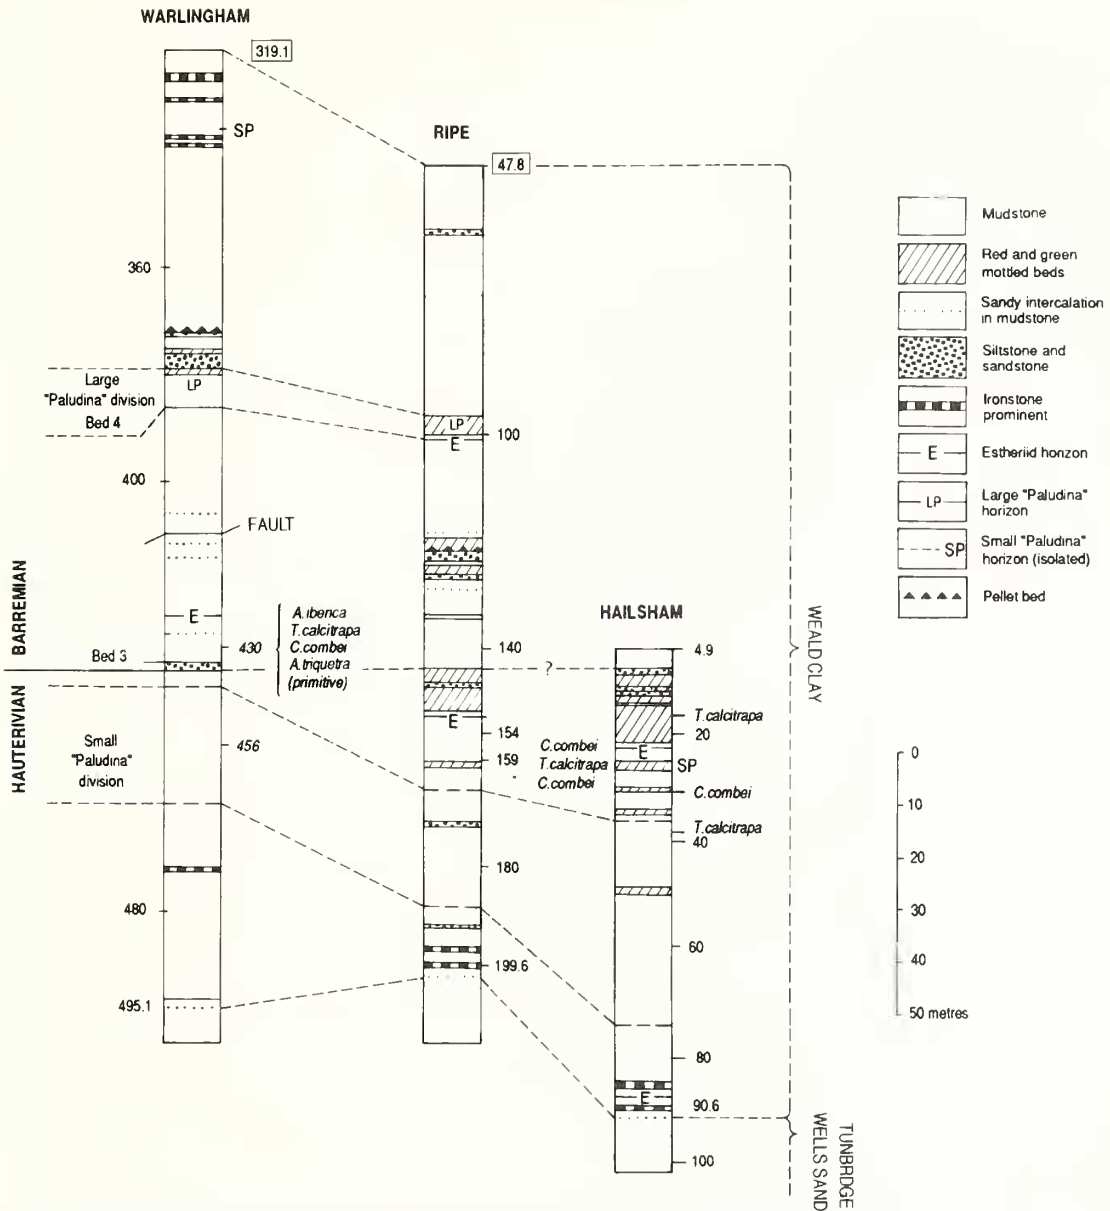 WARLINGHAM
319.1
SP
RIPE
47.8
360
LP
Large
"Paludina" division
Bed 4
LP
E
100
400
FAULT
BARREMIAN
E
Bed 3
430
A.iberica
T.calcitrapa
C.combei
A.triquetra
(primitive)
140
?
HAILSHAM
4.9
WEALD CLAY
HAUTERIVIAN
Small
"Paludina"
division
456
E
154
159
C.combei
T.calcitrapa
C.combei
T.calcitrapa
20
E
SP
C.combei
T.calcitrapa
40
180
480
199.6
495.1
60
80
E
90.6
100
TUNBRDGE
WELLS SAND
Mudstone
Red and green
mottled beds
Sandy intercalation
in mudstone
Siltstone and
sandstone
Ironstone
prominent
E
Estheriid horizon
LP
Large "Paludina"
horizon
SP
Small "Paludina"
horizon (isolated)
Pellet bed
0
10
20
30
40
50 metres